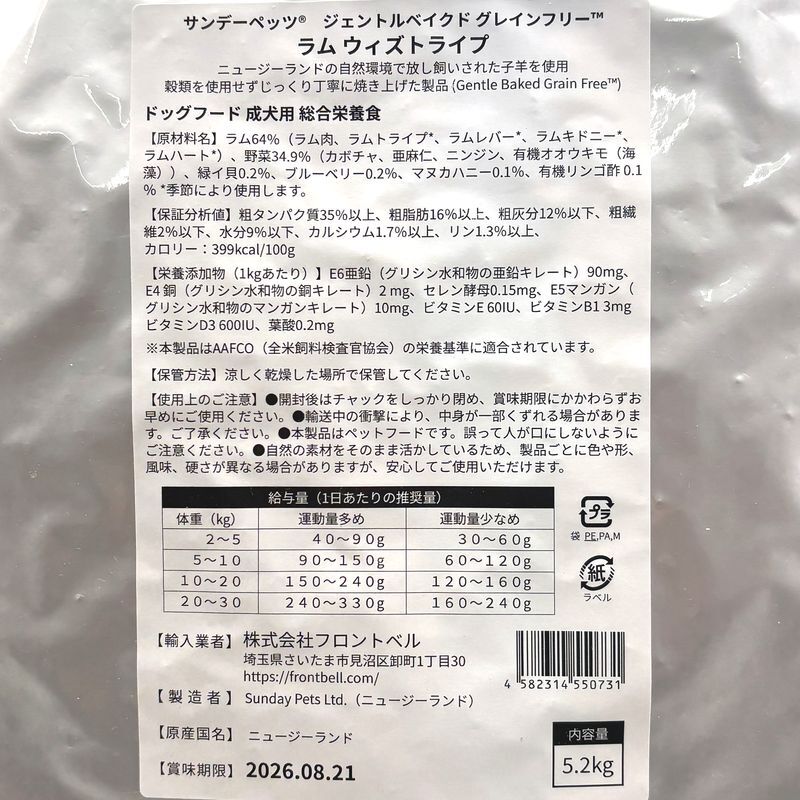 サンデーペッツ® ジェントルベイクド グレインフリー™
ラム ウィズトライプ
ニュージーランドの自然環境で放し飼いされた子羊を使用
穀類を使用せずじっくり丁寧に焼き上げた製品 (Gentle Baked Grain Free™)
ドッグフード 成犬用 総合栄養食
【原材料名】ラム64%（ラム肉、ラムトライプ*、ラムレバー*、ラムキドニー*、
ラムハート*）、野菜34.9%（カボチャ、亜麻仁、ニンジン、有機オオウキモ（海
藻））、緑イ貝0.2%、ブルーベリー0.2%、マヌカハニー0.1%、有機リンゴ酢 0.1
% *季節により使用します。
【保証分析値】粗タンパク質35%以上、粗脂肪16%以上、粗灰分12%以下、粗繊
維2%以下、水分9%以下、カルシウム1.7%以上、リン1.3%以上、
カロリー：399kcal/100g
【栄養添加物（1kgあたり）】E6亜鉛（グリシン水和物の亜鉛キレート）90mg、
E4 銅（グリシン水和物の銅キレート）2 mg、セレン酵母0.15mg、E5マンガン（
グリシン水和物のマンガンキレート）10mg、ビタミンE 60IU、ビタミンB1 3mg
ビタミンD3 600IU、葉酸0.2mg
※本製品はAAFCO（全米飼料検査官協会）の栄養基準に適合されています。
【保管方法】涼しく乾燥した場所で保管してください。
【使用上のご注意】●開封後はチャックをしっかり閉め、賞味期限にかかわらずお
早めにご使用ください。●輸送中の衝撃により、中身が一部くずれる場合がありま
す。ご了承ください。●本製品はペットフードです。誤って人が口にしないように
ご注意ください。●自然の素材をそのまま活かしているため、製品ごとに色や形、
風味、硬さが異なる場合がありますが、安心してご使用いただけます。
給与量（1日あたりの推奨量）
体重（kg） 運動量多め 運動量少なめ
2～5 40～90g 30～60g
5～10 90～150g 60～120g
10～20 150～240g 120～160g
20～30 240～330g 160～240g
プラ
袋 PE,PA,M
紙
ラベル
【輸入業者】株式会社フロントベル
埼玉県さいたま市見沼区卸町1丁目30
https://frontbell.com/
【製造者】Sunday Pets Ltd.（ニュージーランド）
4 582314 550731
【原産国名】ニュージーランド
【賞味期限】2026.08.21
内容量
5.2kg